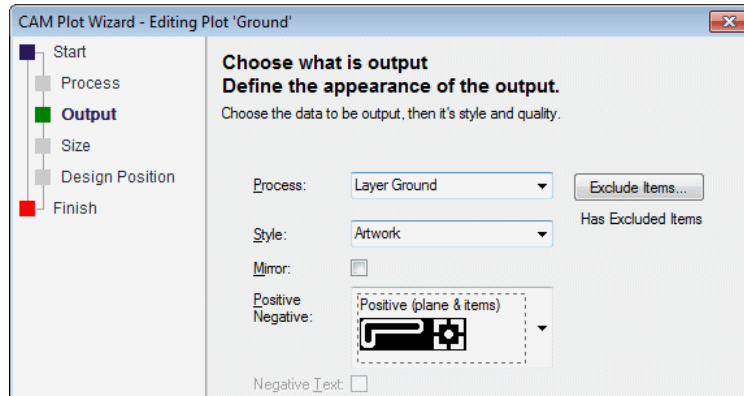 CAM Plot Wizard - Editing Plot 'Ground'
Start
Process
Output
Size
Design Position
Finish
Choose what is output
Define the appearance of the output.
Choose the data to be output, then it's style and quality.
Process: Layer Ground Exclude Items...
Has Excluded Items
Style: Artwork
Mirror:
Positive Negative: Positive (plane & items)
Negative Text: